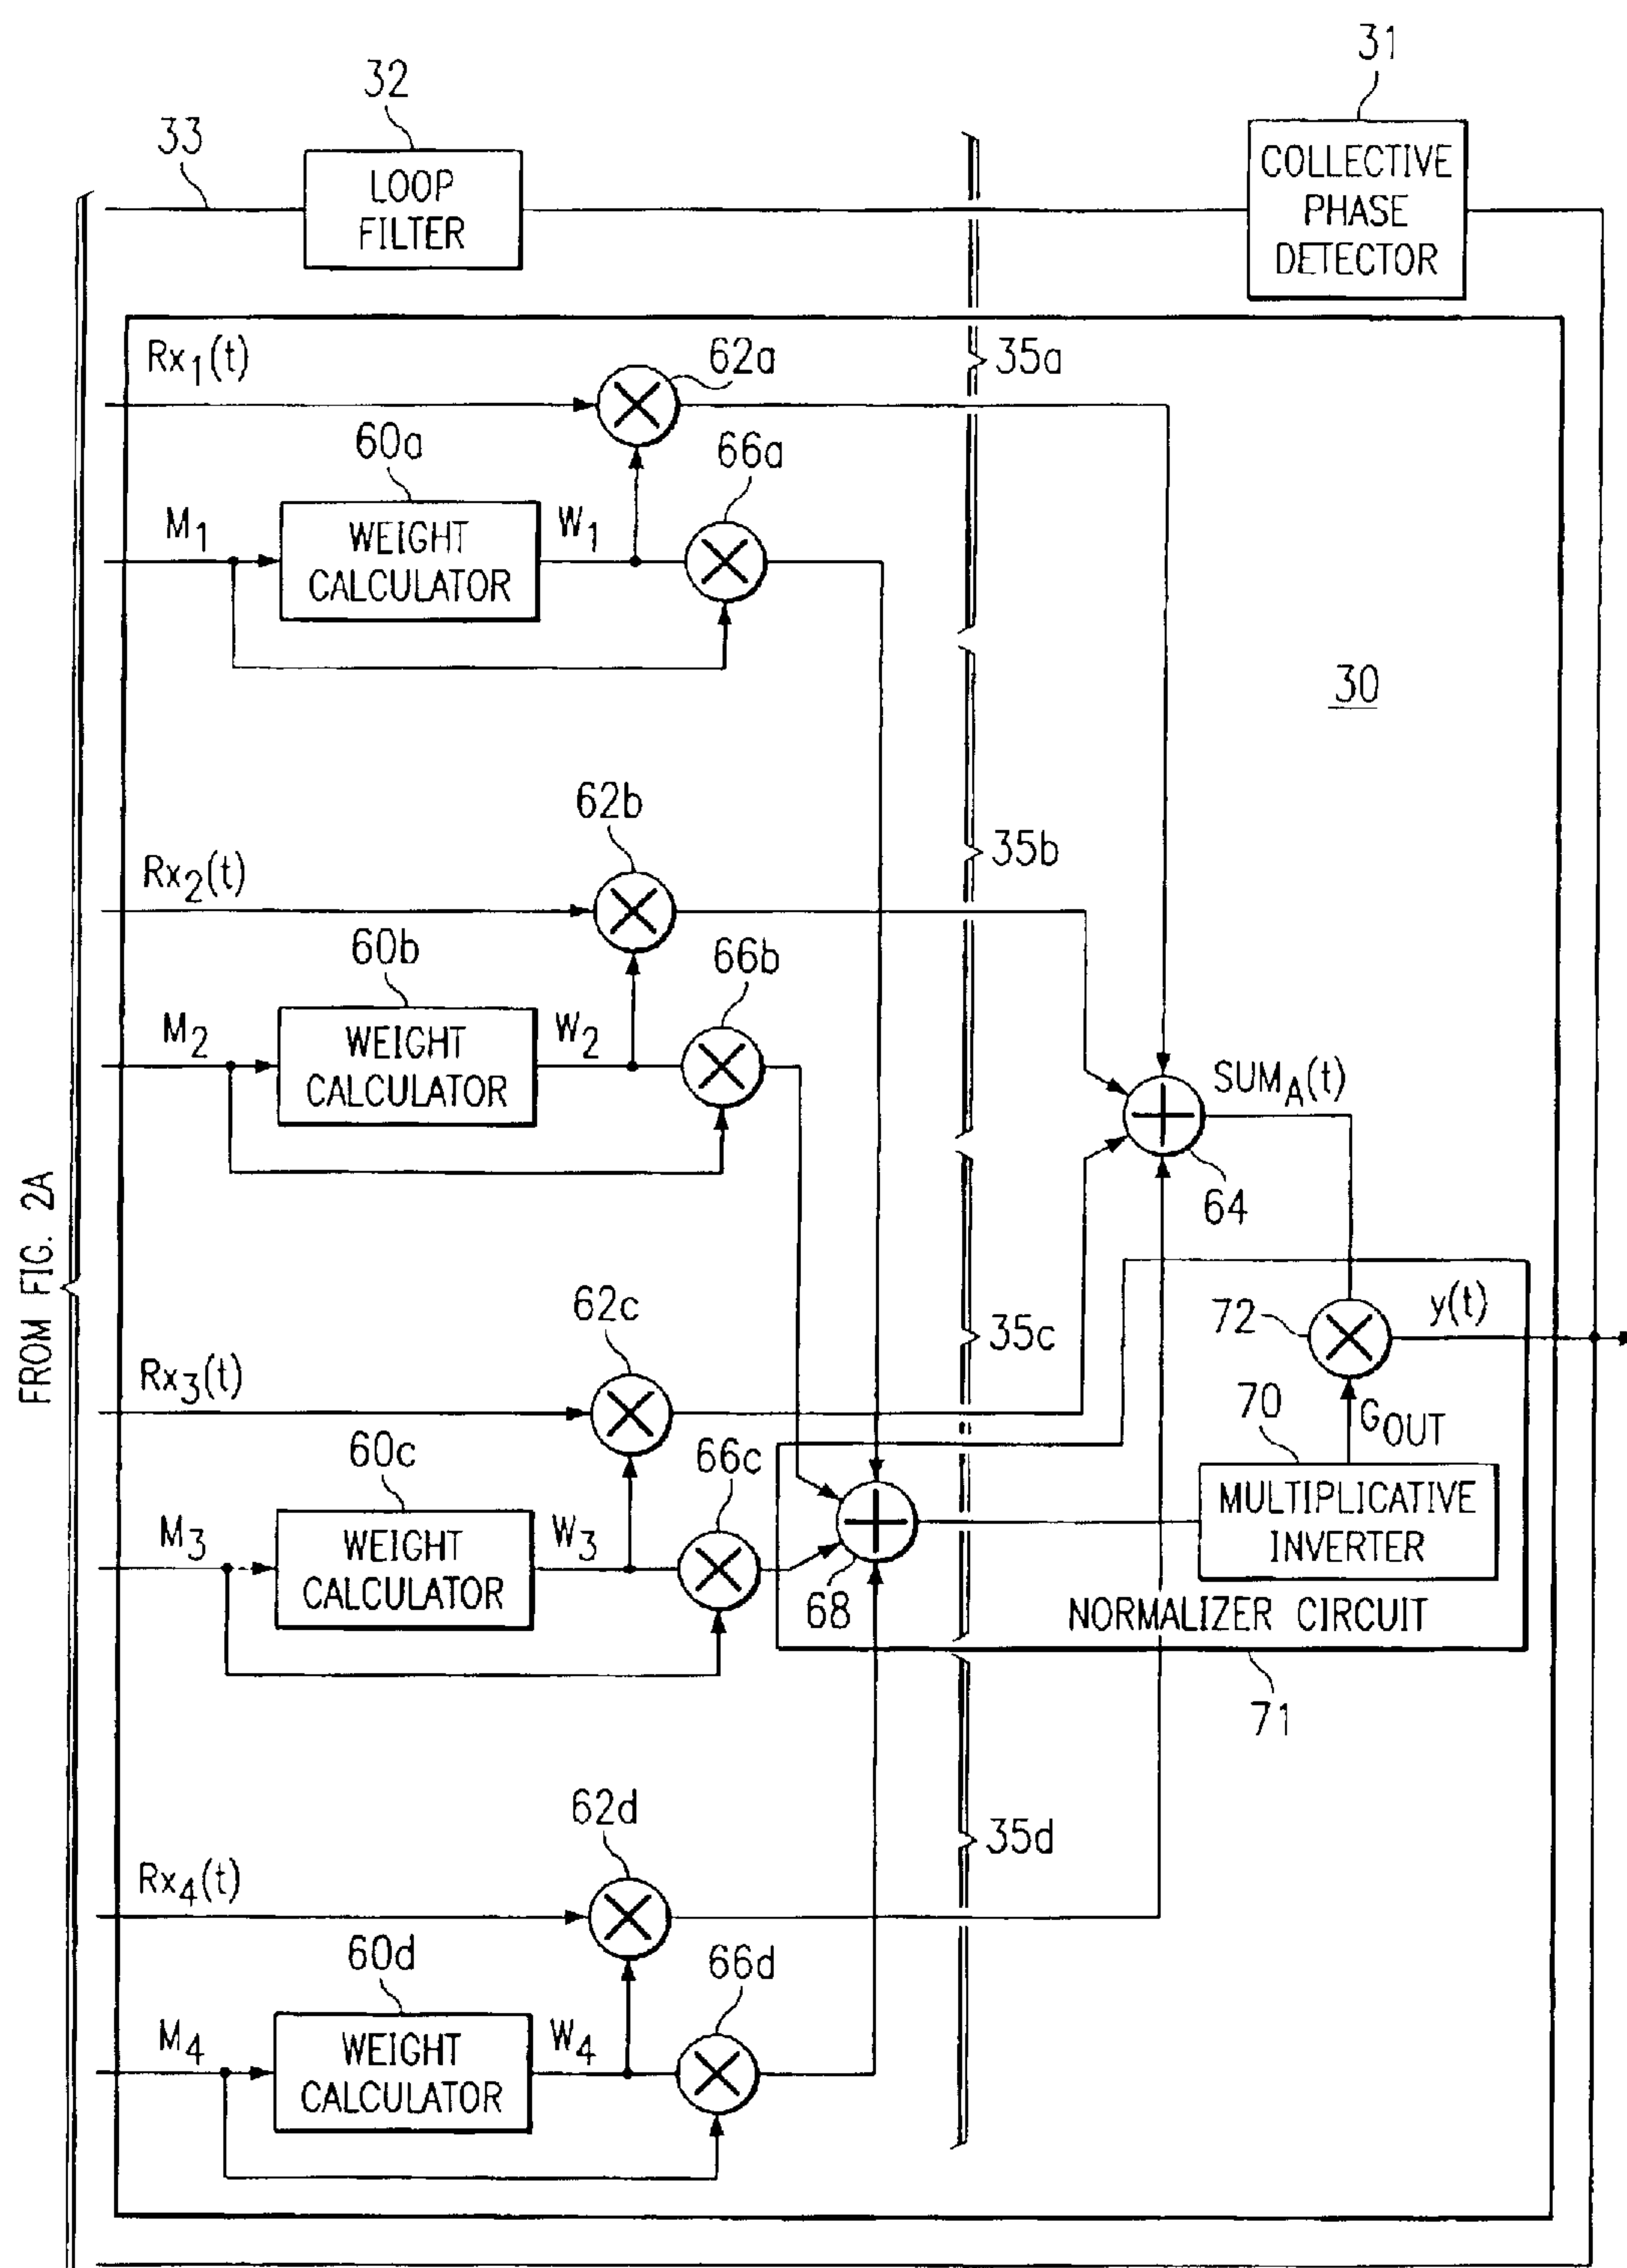 31
32
33
COLLECTIVE
PHASE
DETECTOR
LOOP
FILTER
Rx1(t)
62a
35a
60a
66a
M1
WEIGHT
CALCULATOR
W1
30
62b
35b
Rx2(t)
60b
66b
M2
WEIGHT
CALCULATOR
W2
SUMA(t)
64
FROM FIG. 2A
62c
35c
72
y(t)
Rx3(t)
60c
66c
70
GOUT
M3
WEIGHT
CALCULATOR
W3
MULTIPLICATIVE
INVERTER
68
NORMALIZER CIRCUIT
71
62d
35d
Rx4(t)
60d
66d
M4
WEIGHT
CALCULATOR
W4